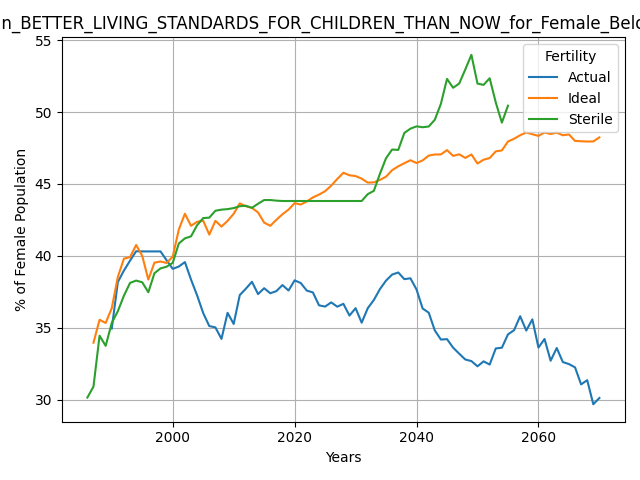 n_BETTER_LIVING_STANDARDS_FOR_CHILDREN_THAN_NOW_for_Female_Belo
Fertility
Actual
Ideal
Sterile
% of Female Population
55
50
45
40
35
30
2000
2020
2040
2060
Years